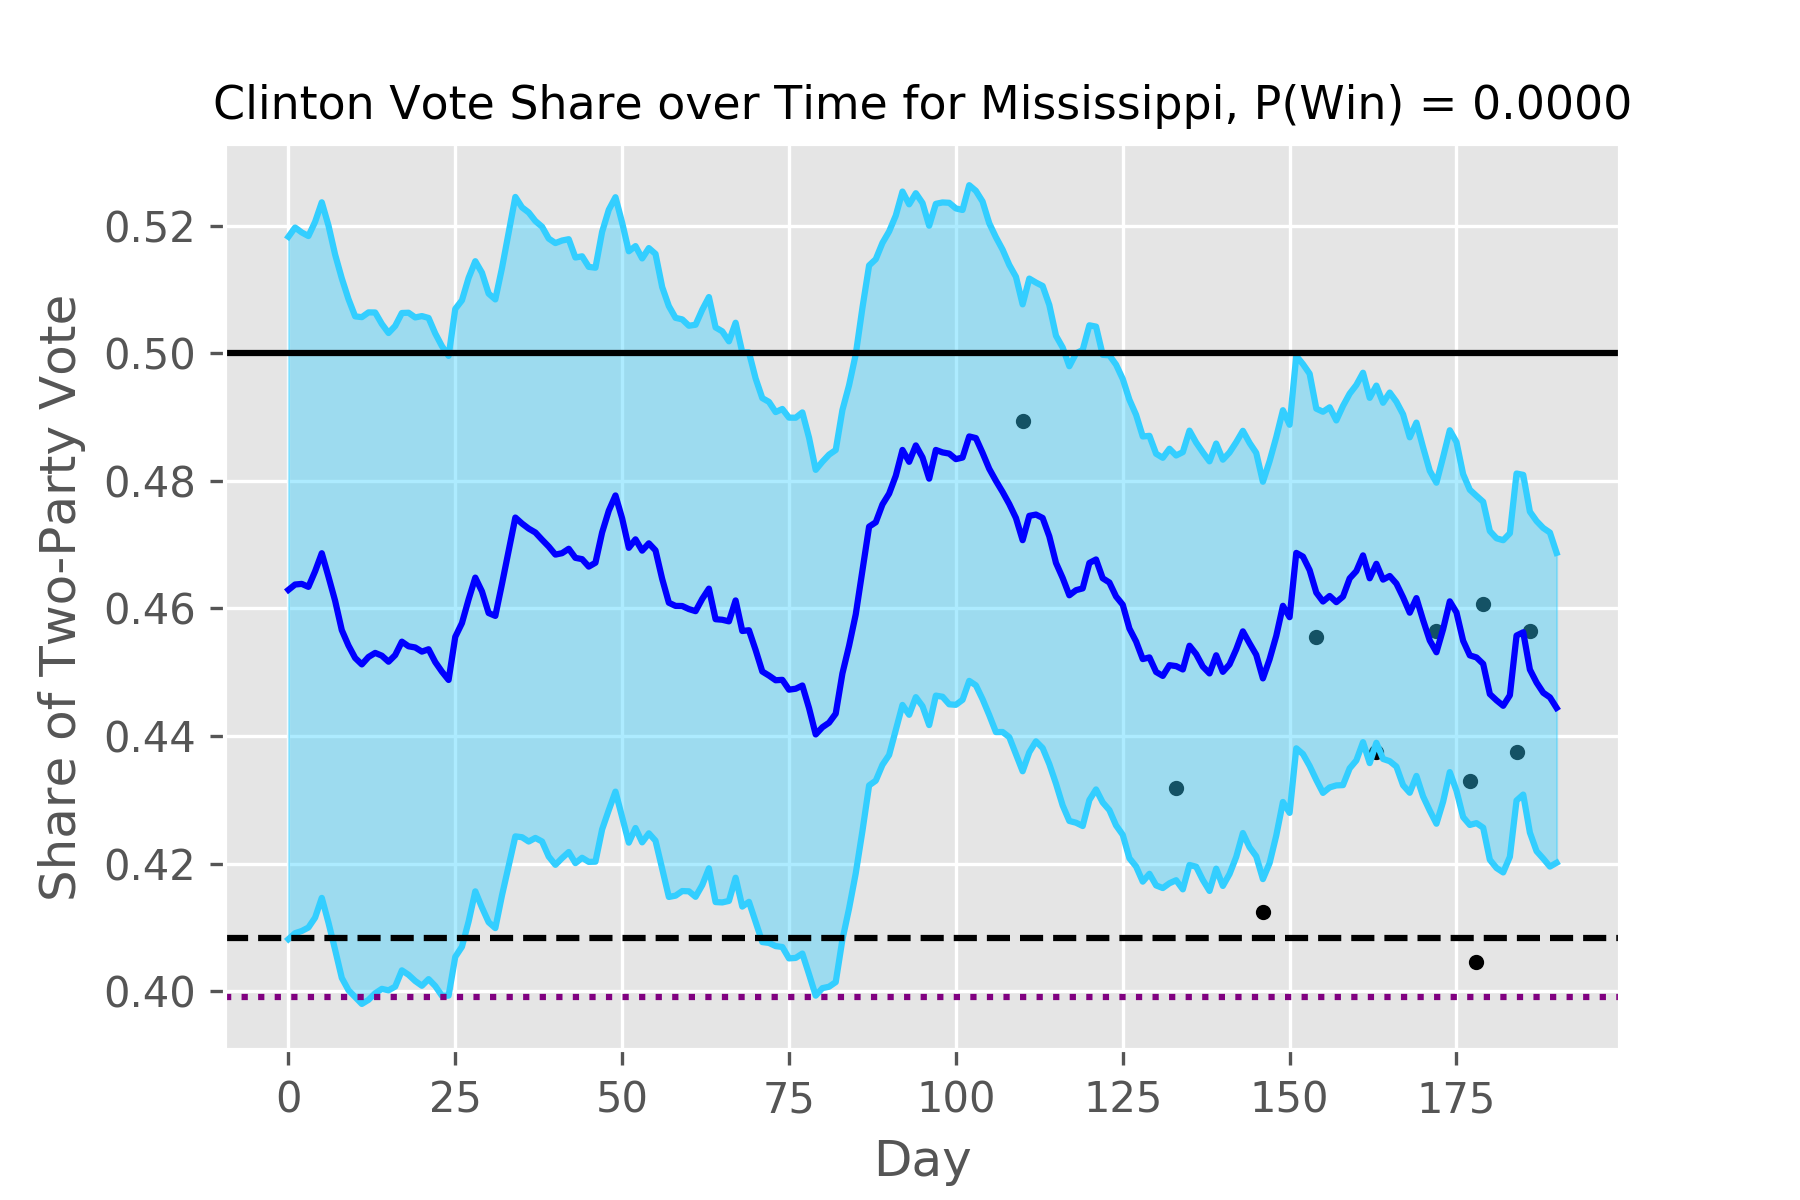 Clinton Vote Share over Time for Mississippi, P(Win) = 0.0000
Share of Two-Party Vote
0.52
0.50
0.48
0.46
0.44
0.42
0.40
0 25 50 75 100 125 150 175
Day